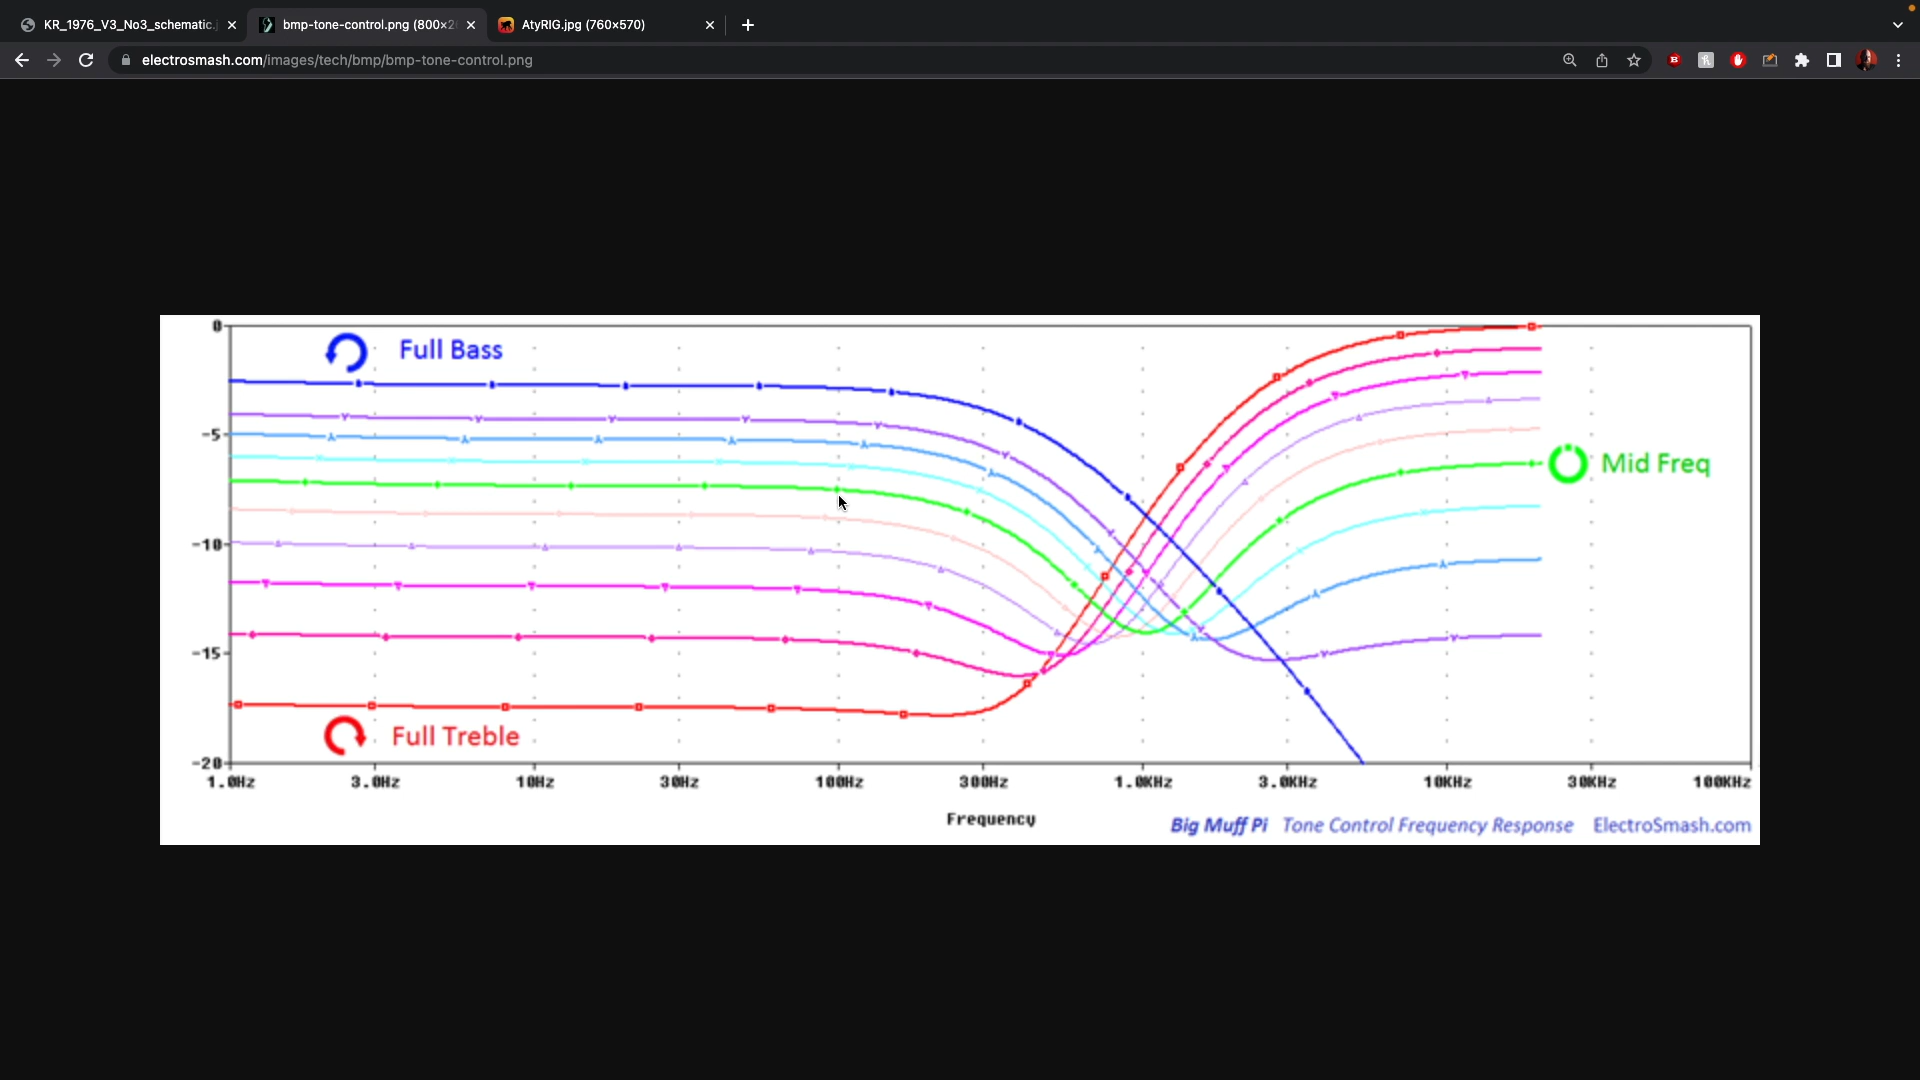 KR_1976_V3_No3_schematic.
bmp-tone-control.png (800×2
AtyRIG.jpg (760×570)
electrosmash.com/images/tech/bmp/bmp-tone-control.png
0
Full Bass
-5
Mid Freq
-10
-15
Full Treble
-20
1.0Hz 3.0Hz 10Hz 30Hz 100Hz 300Hz 1.0KHz 3.0KHz 10KHz 30KHz 100KHz
Frequency
Big Muff Pi Tone Control Frequency Response ElectroSmash.com